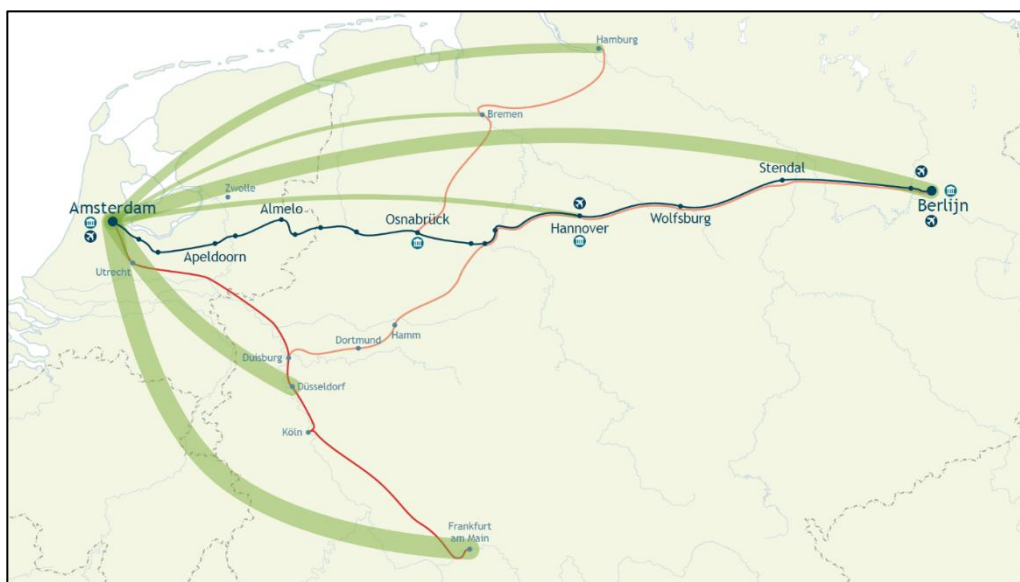 Hamburg
Bremen
Stendal
Zwolle
Amsterdam
Almelo
Osnabrück
Berlijn
Wolfsburg
Hannover
Apeldoorn
Utrecht
Hamm
Dortmund
Duisburg
Düsseldorf
Köln
Frankfurt
am Main